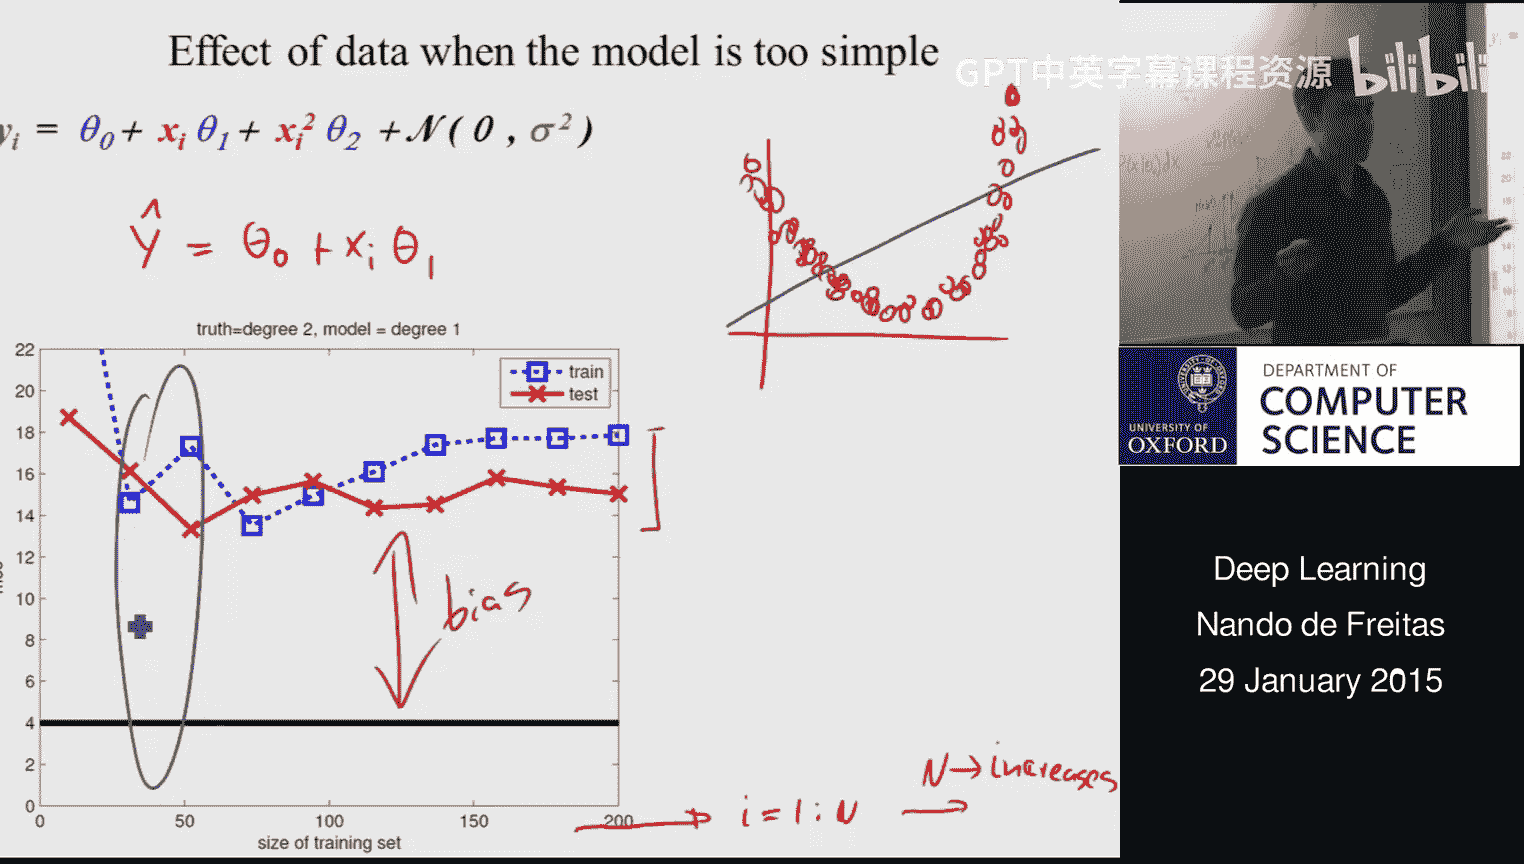 Effect of data when the model is too simple
GPT中英字幕课程资源 bilibili
yᵢ = θ₀ + xᵢ θ₁ + xᵢ² θ₂ + N(0, σ²)
Ŷ = θ₀ + xᵢ θ₁
truth=degree 2, model = degree 1
train
test
22
20
18
16
14
12
10
8
6
4
2
0
bias
0 50 100 150 200
size of training set
i = 1 : N
N → increases
UNIVERSITY OF
OXFORD
DEPARTMENT OF
COMPUTER
SCIENCE
Deep Learning
Nando de Freitas
29 January 2015